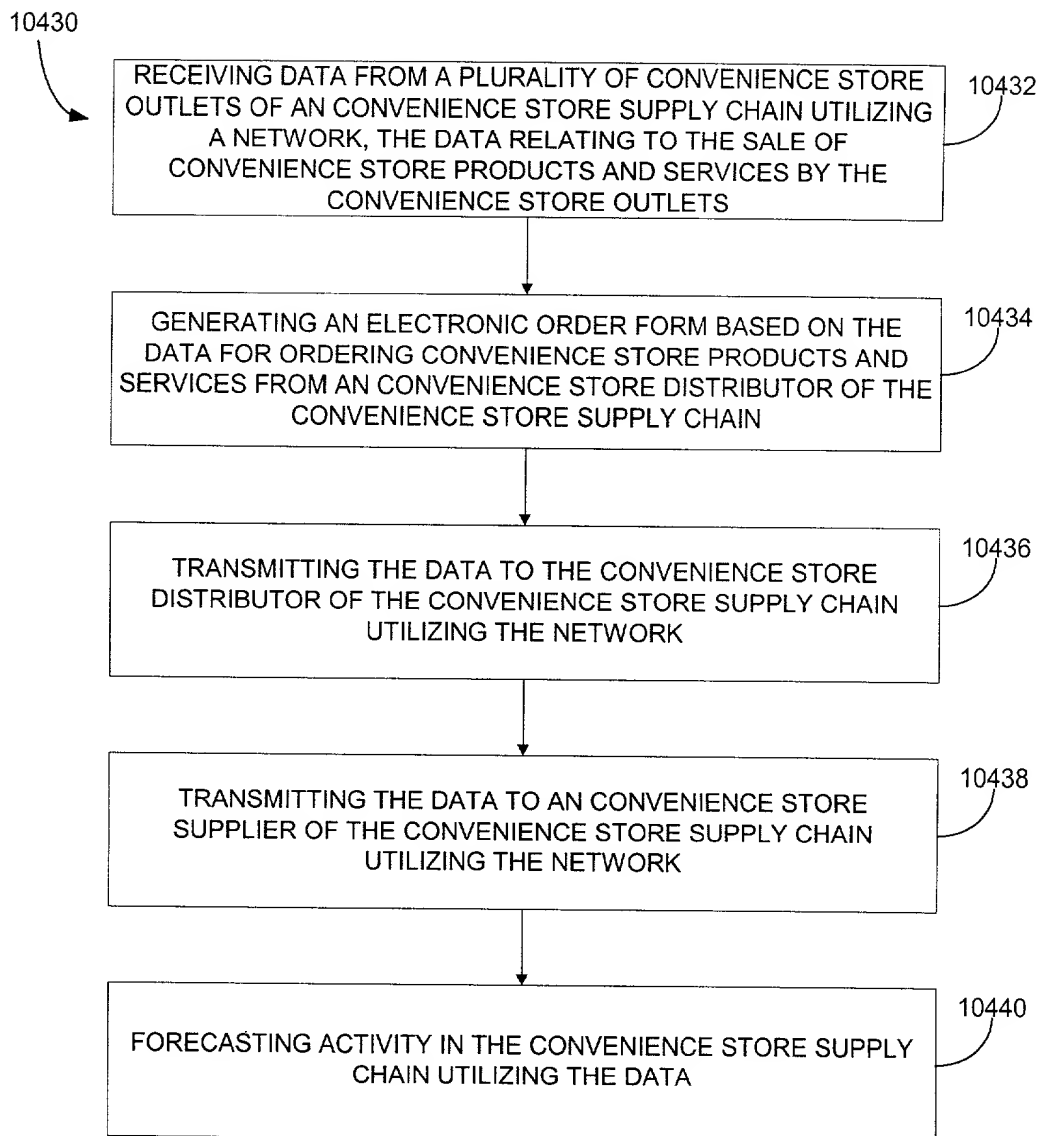 10430
RECEIVING DATA FROM A PLURALITY OF CONVENIENCE STORE
OUTLETS OF AN CONVENIENCE STORE SUPPLY CHAIN UTILIZING
A NETWORK, THE DATA RELATING TO THE SALE OF
CONVENIENCE STORE PRODUCTS AND SERVICES BY THE
CONVENIENCE STORE OUTLETS
10432
GENERATING AN ELECTRONIC ORDER FORM BASED ON THE
DATA FOR ORDERING CONVENIENCE STORE PRODUCTS AND
SERVICES FROM AN CONVENIENCE STORE DISTRIBUTOR OF THE
CONVENIENCE STORE SUPPLY CHAIN
10434
TRANSMITTING THE DATA TO THE CONVENIENCE STORE
DISTRIBUTOR OF THE CONVENIENCE STORE SUPPLY CHAIN
UTILIZING THE NETWORK
10436
TRANSMITTING THE DATA TO AN CONVENIENCE STORE
SUPPLIER OF THE CONVENIENCE STORE SUPPLY CHAIN
UTILIZING THE NETWORK
10438
FORECASTING ACTIVITY IN THE CONVENIENCE STORE SUPPLY
CHAIN UTILIZING THE DATA
10440